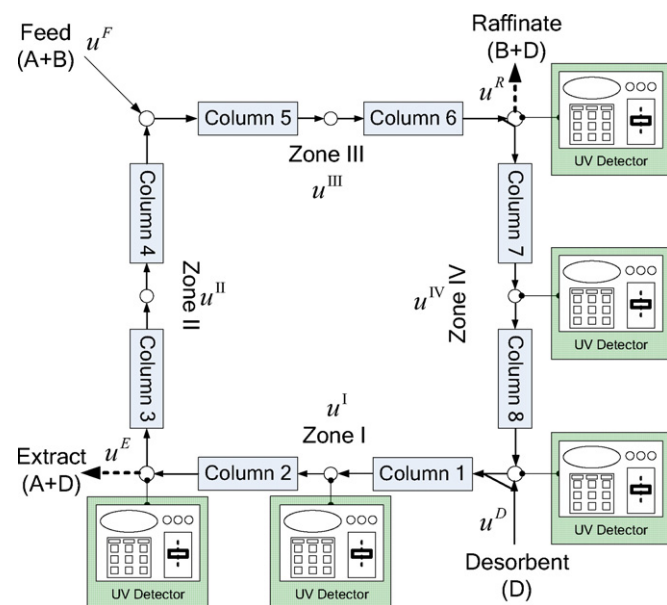 Feed
(A+B)
u^F
Raffinate
(B+D)
u^R
Column 5
Column 6
Zone III
u^III
UV Detector
Column 4
Zone II
u^II
Column 3
Column 7
u^IV
Zone IV
Column 8
UV Detector
u^I
Zone I
Extract
(A+D)
u^E
Column 2
Column 1
u^D
Desorbent
(D)
UV Detector
UV Detector
UV Detector